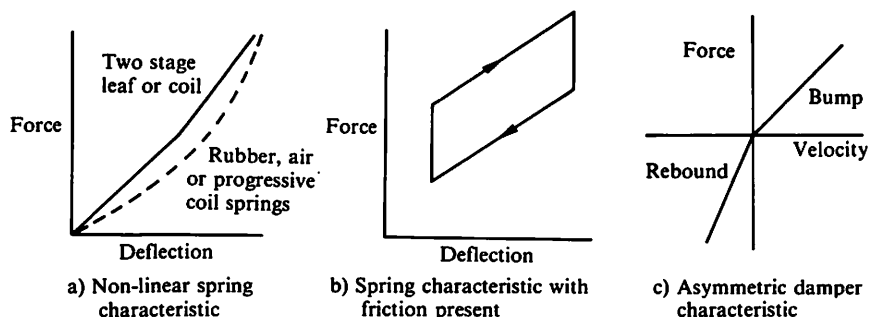 Two stage
leaf or coil
Force
Rubber, air
or progressive
coil springs
Deflection
a) Non-linear spring
characteristic
Force
Deflection
b) Spring characteristic with
friction present
Force
Bump
Velocity
Rebound
c) Asymmetric damper
characteristic